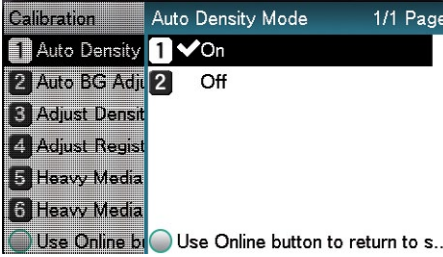 Calibration
1 Auto Density
2 Auto BG Adju
3 Adjust Densit
4 Adjust Regist
5 Heavy Media
6 Heavy Media
Use Online b
Auto Density Mode 1/1 Page
1 On
2 Off
Use Online button to return to s..